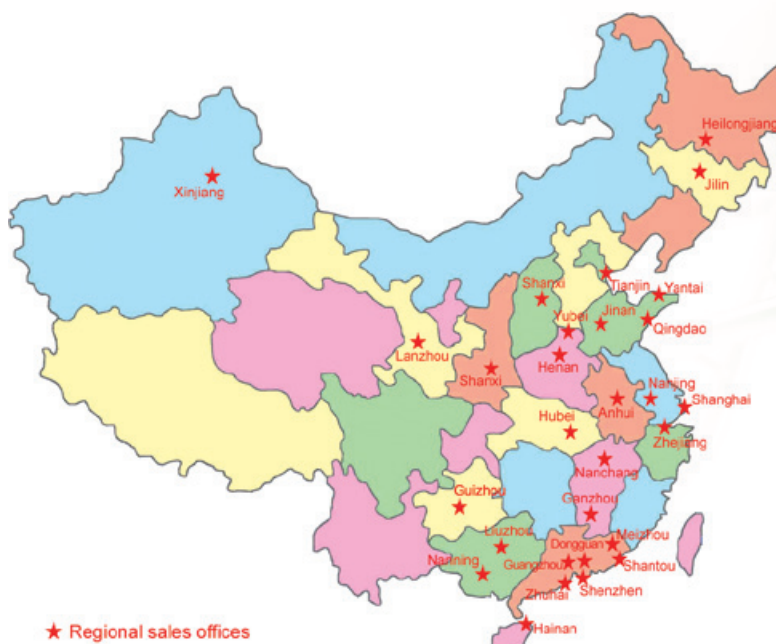 Heilongjiang
Jilin
Xinjiang
Shanxi
Tianjin
Yantai
Yubei
Jinan
Qingdao
Lanzhou
Henan
Shanxi
Nanjing
Shanghai
Anhui
Hubei
Zhejiang
Nanchang
Guizhou
Ganzhou
Liuzhou
Meizhou
Dongguan
Nanning
Guangzhou
Shantou
Zhuhai
Shenzhen
Hainan
Regional sales offices